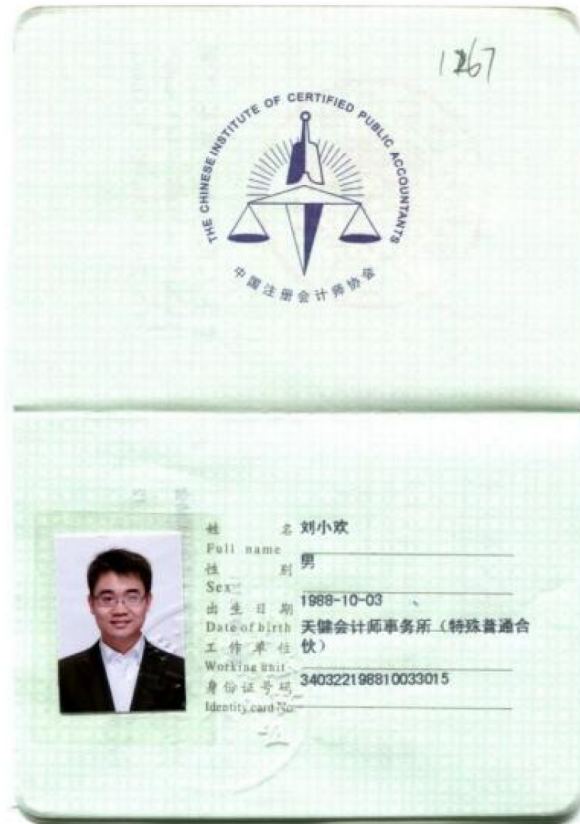 1267
THE CHINESE INSTITUTE OF CERTIFIED PUBLIC ACCOUNTANTS
中国注册会计师协会
姓 名 刘小欢
Full name
性 别 男
Sex
出生日期 1988-10-03
Date of birth
工作单位 天健会计师事务所（特殊普通合
Working unit 伙）
身份证号码 340322198810033015
Identity card No.